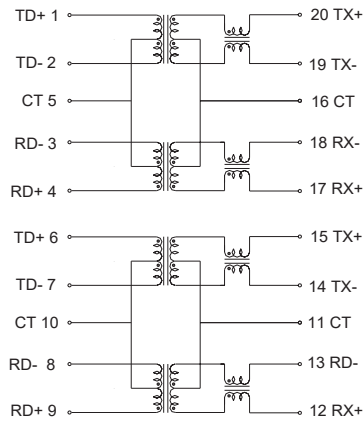 TD+ 1 20 TX+
TD- 2 19 TX-
CT 5 16 CT
RD- 3 18 RX-
RD+ 4 17 RX+
TD+ 6 15 TX+
TD- 7 14 TX-
CT 10 11 CT
RD- 8 13 RD-
RD+ 9 12 RX+